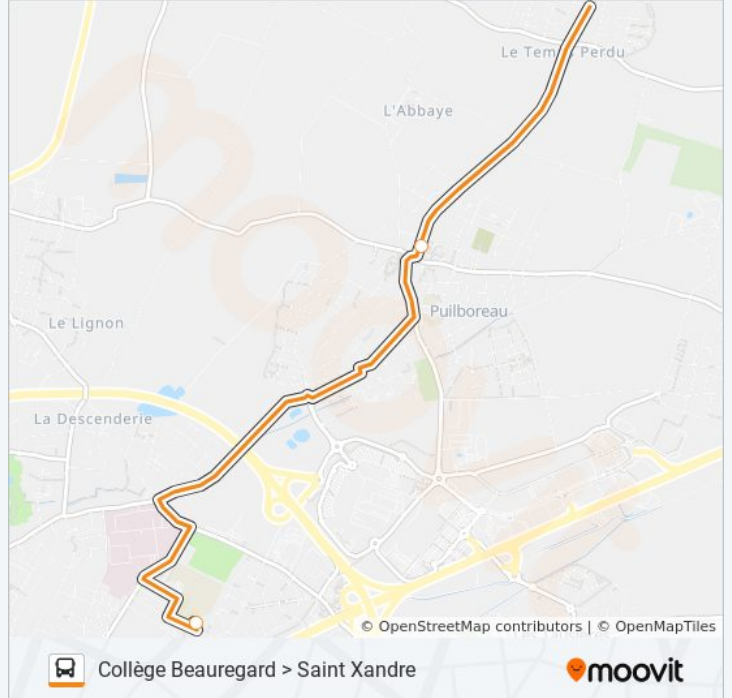 Le Temps Perdu
L'Abbaye
Puilboreau
Le Lignon
La Descenderie
© OpenStreetMap contributors | © OpenMapTiles
Collège Beauregard > Saint Xandre
moovit